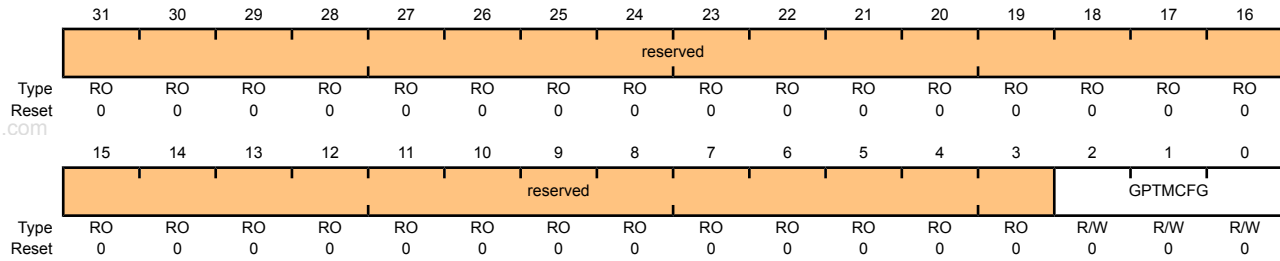 31 30 29 28 27 26 25 24 23 22 21 20 19 18 17 16
reserved
Type RO RO RO RO RO RO RO RO RO RO RO RO RO RO RO RO
Reset 0 0 0 0 0 0 0 0 0 0 0 0 0 0 0 0
.com
15 14 13 12 11 10 9 8 7 6 5 4 3 2 1 0
reserved GPTMCFG
Type RO RO RO RO RO RO RO RO RO RO RO RO RO R/W R/W R/W
Reset 0 0 0 0 0 0 0 0 0 0 0 0 0 0 0 0